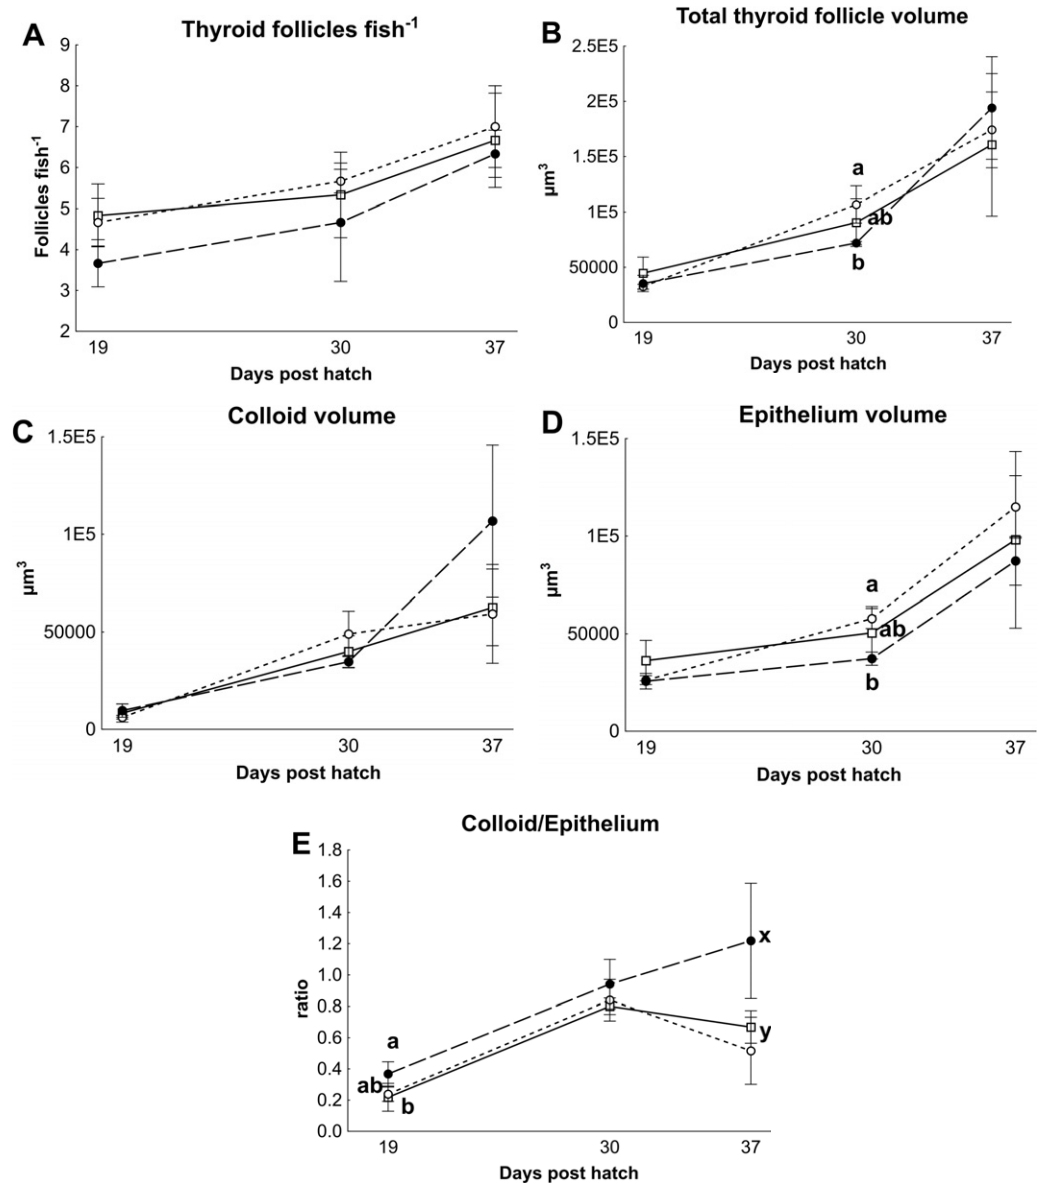 A
Thyroid follicles fish⁻¹
9
8
7
6
5
4
3
2
Follicles fish⁻¹
19
30
37
Days post hatch
B
Total thyroid follicle volume
2.5E5
2E5
1.5E5
1E5
50000
0
µm³
a
ab
b
19
30
37
Days post hatch
C
Colloid volume
1.5E5
1E5
50000
0
µm³
19
30
37
Days post hatch
D
Epithelium volume
1.5E5
1E5
50000
0
µm³
a
ab
b
19
30
37
Days post hatch
E
Colloid/Epithelium
1.8
1.6
1.4
1.2
1.0
0.8
0.6
0.4
0.2
0.0
ratio
a
ab
b
x
y
19
30
37
Days post hatch